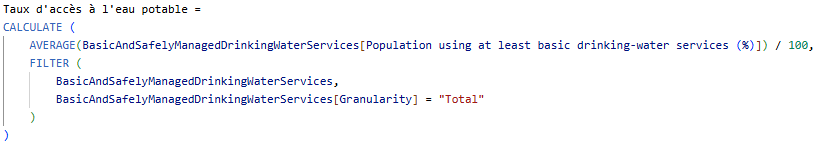 Taux d'accès à l'eau potable =
CALCULATE (
    AVERAGE(BasicAndSafelyManagedDrinkingWaterServices[Population using at least basic drinking-water services (%)]) / 100,
    FILTER (
        BasicAndSafelyManagedDrinkingWaterServices,
        BasicAndSafelyManagedDrinkingWaterServices[Granularity] = "Total"
    )
)